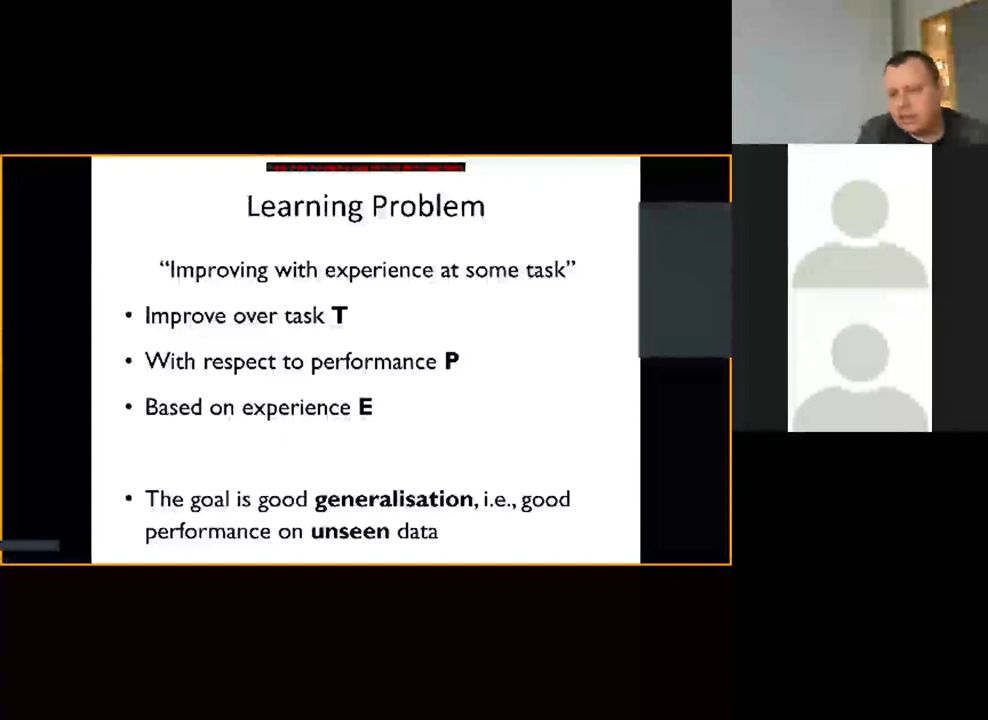 Learning Problem
“Improving with experience at some task”
• Improve over task T
• With respect to performance P
• Based on experience E
• The goal is good generalisation, i.e., good
performance on unseen data